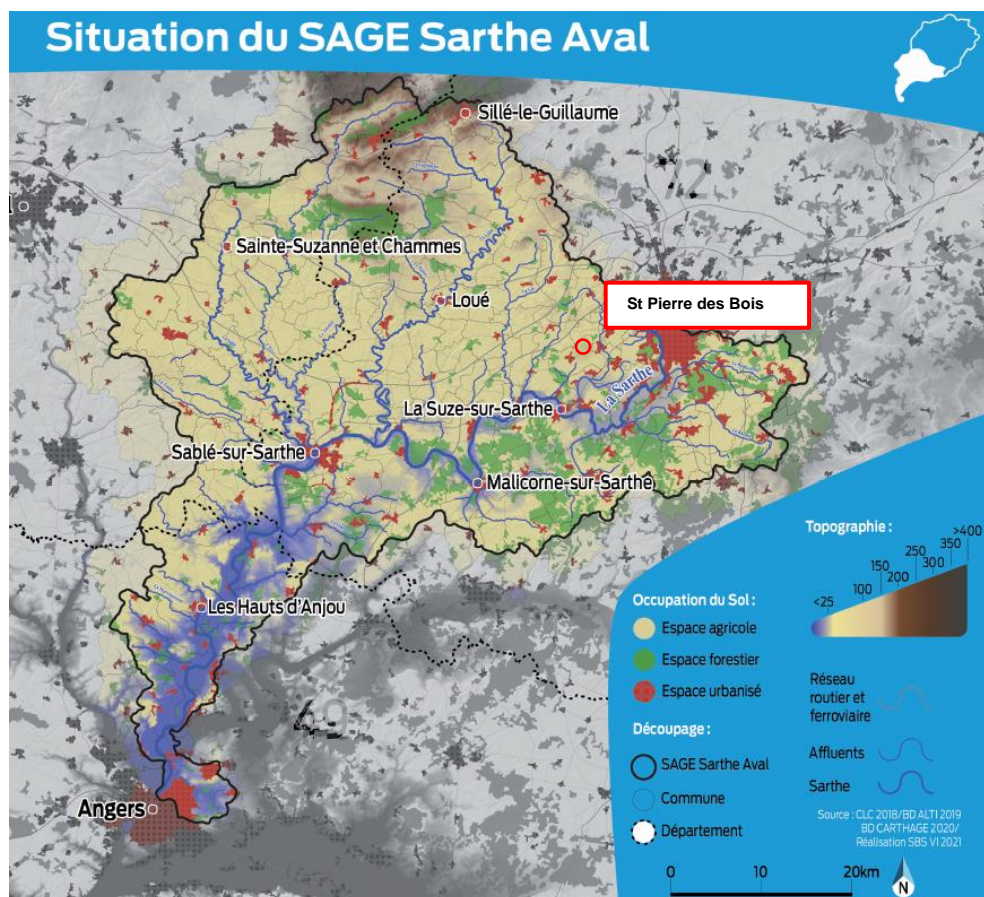 Situation du SAGE Sarthe Aval
Sillé-le-Guillaume
Sainte-Suzanne et Chammes
Loué
St Pierre des Bois
La Sarthe
La Suze-sur-Sarthe
Sablé-sur-Sarthe
Malicorne-sur-Sarthe
Les Hauts d'Anjou
49
Angers
Topographie :
<25
100
150
200
250
300
350
>400
Occupation du Sol :
Espace agricole
Espace forestier
Espace urbanisé
Découpage :
SAGE Sarthe Aval
Commune
Département
Réseau
routier et
ferroviaire
Affluents
Sarthe
Source : CLC 2018/BD ALTI 2019
BD CARTHAGE 2020/
Réalisation SBS VI 2021
0
10
20km
N